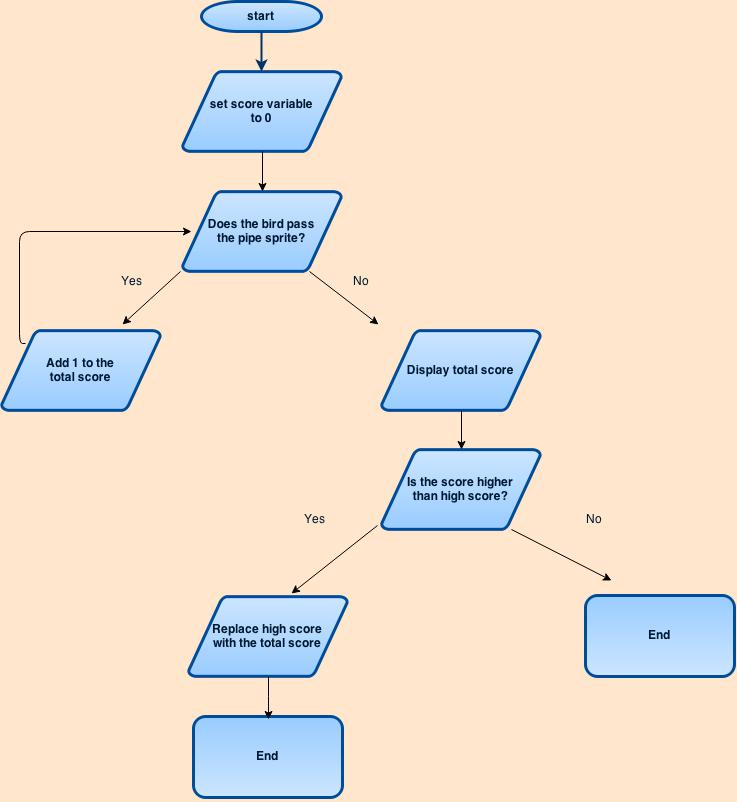 start
set score variable
to 0
Does the bird pass
the pipe sprite?
Yes
No
Add 1 to the
total score
Display total score
Is the score higher
than high score?
Yes
No
Replace high score
with the total score
End
End